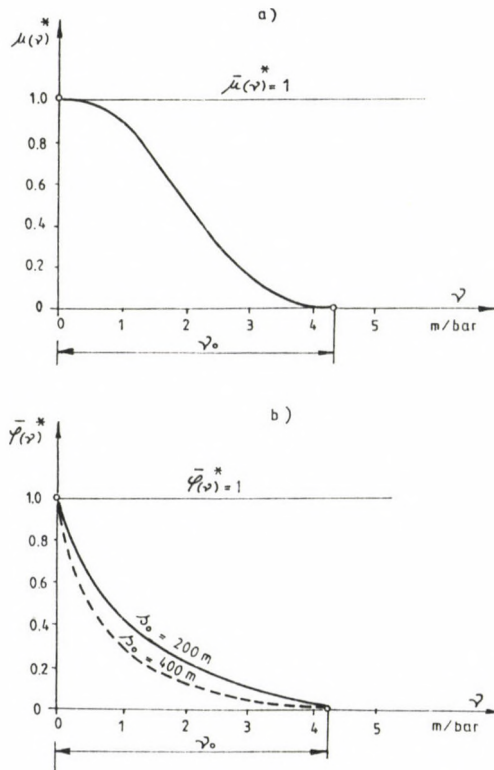 a)
μ(ν)*
μ̄(ν)* = 1
1.0
0.8
0.6
0.4
0.2
0
0 1 2 3 4 5
ν
m/bar
ν₀
b)
φ̄(ν)*
φ̄(ν)* = 1
1.0
0.8
0.6
0.4
0.2
0
s₀ = 200 m
s₀ = 400 m
0 1 2 3 4 5
ν
m/bar
ν₀